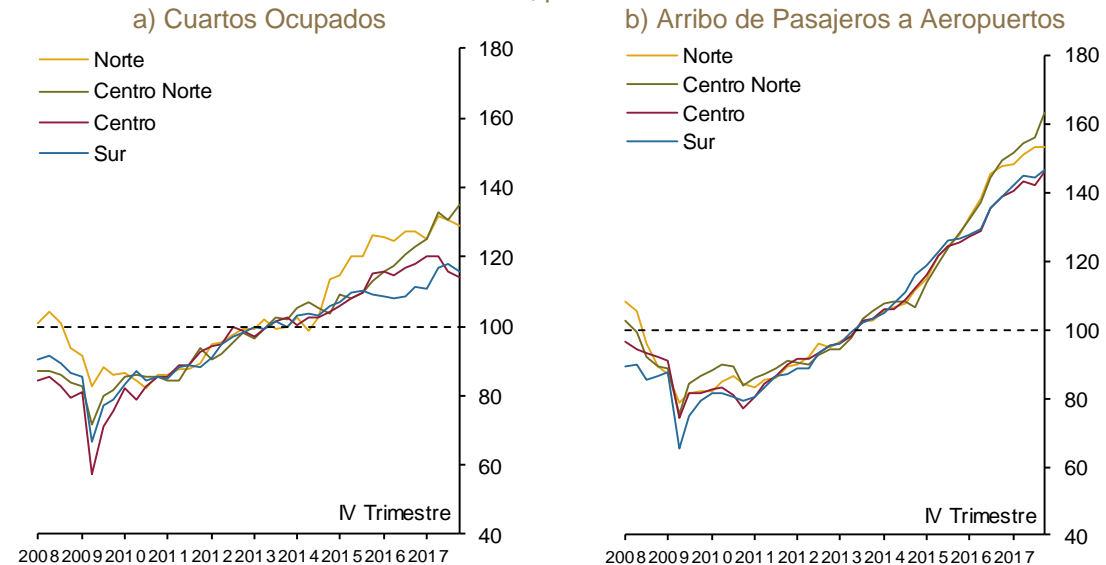 a) Cuartos Ocupados
Norte
Centro Norte
Centro
Sur
180
160
140
120
100
80
60
40
IV Trimestre
2008 2009 2010 2011 2012 2013 2014 2015 2016 2017
b) Arribo de Pasajeros a Aeropuertos
Norte
Centro Norte
Centro
Sur
180
160
140
120
100
80
60
40
IV Trimestre
2008 2009 2010 2011 2012 2013 2014 2015 2016 2017